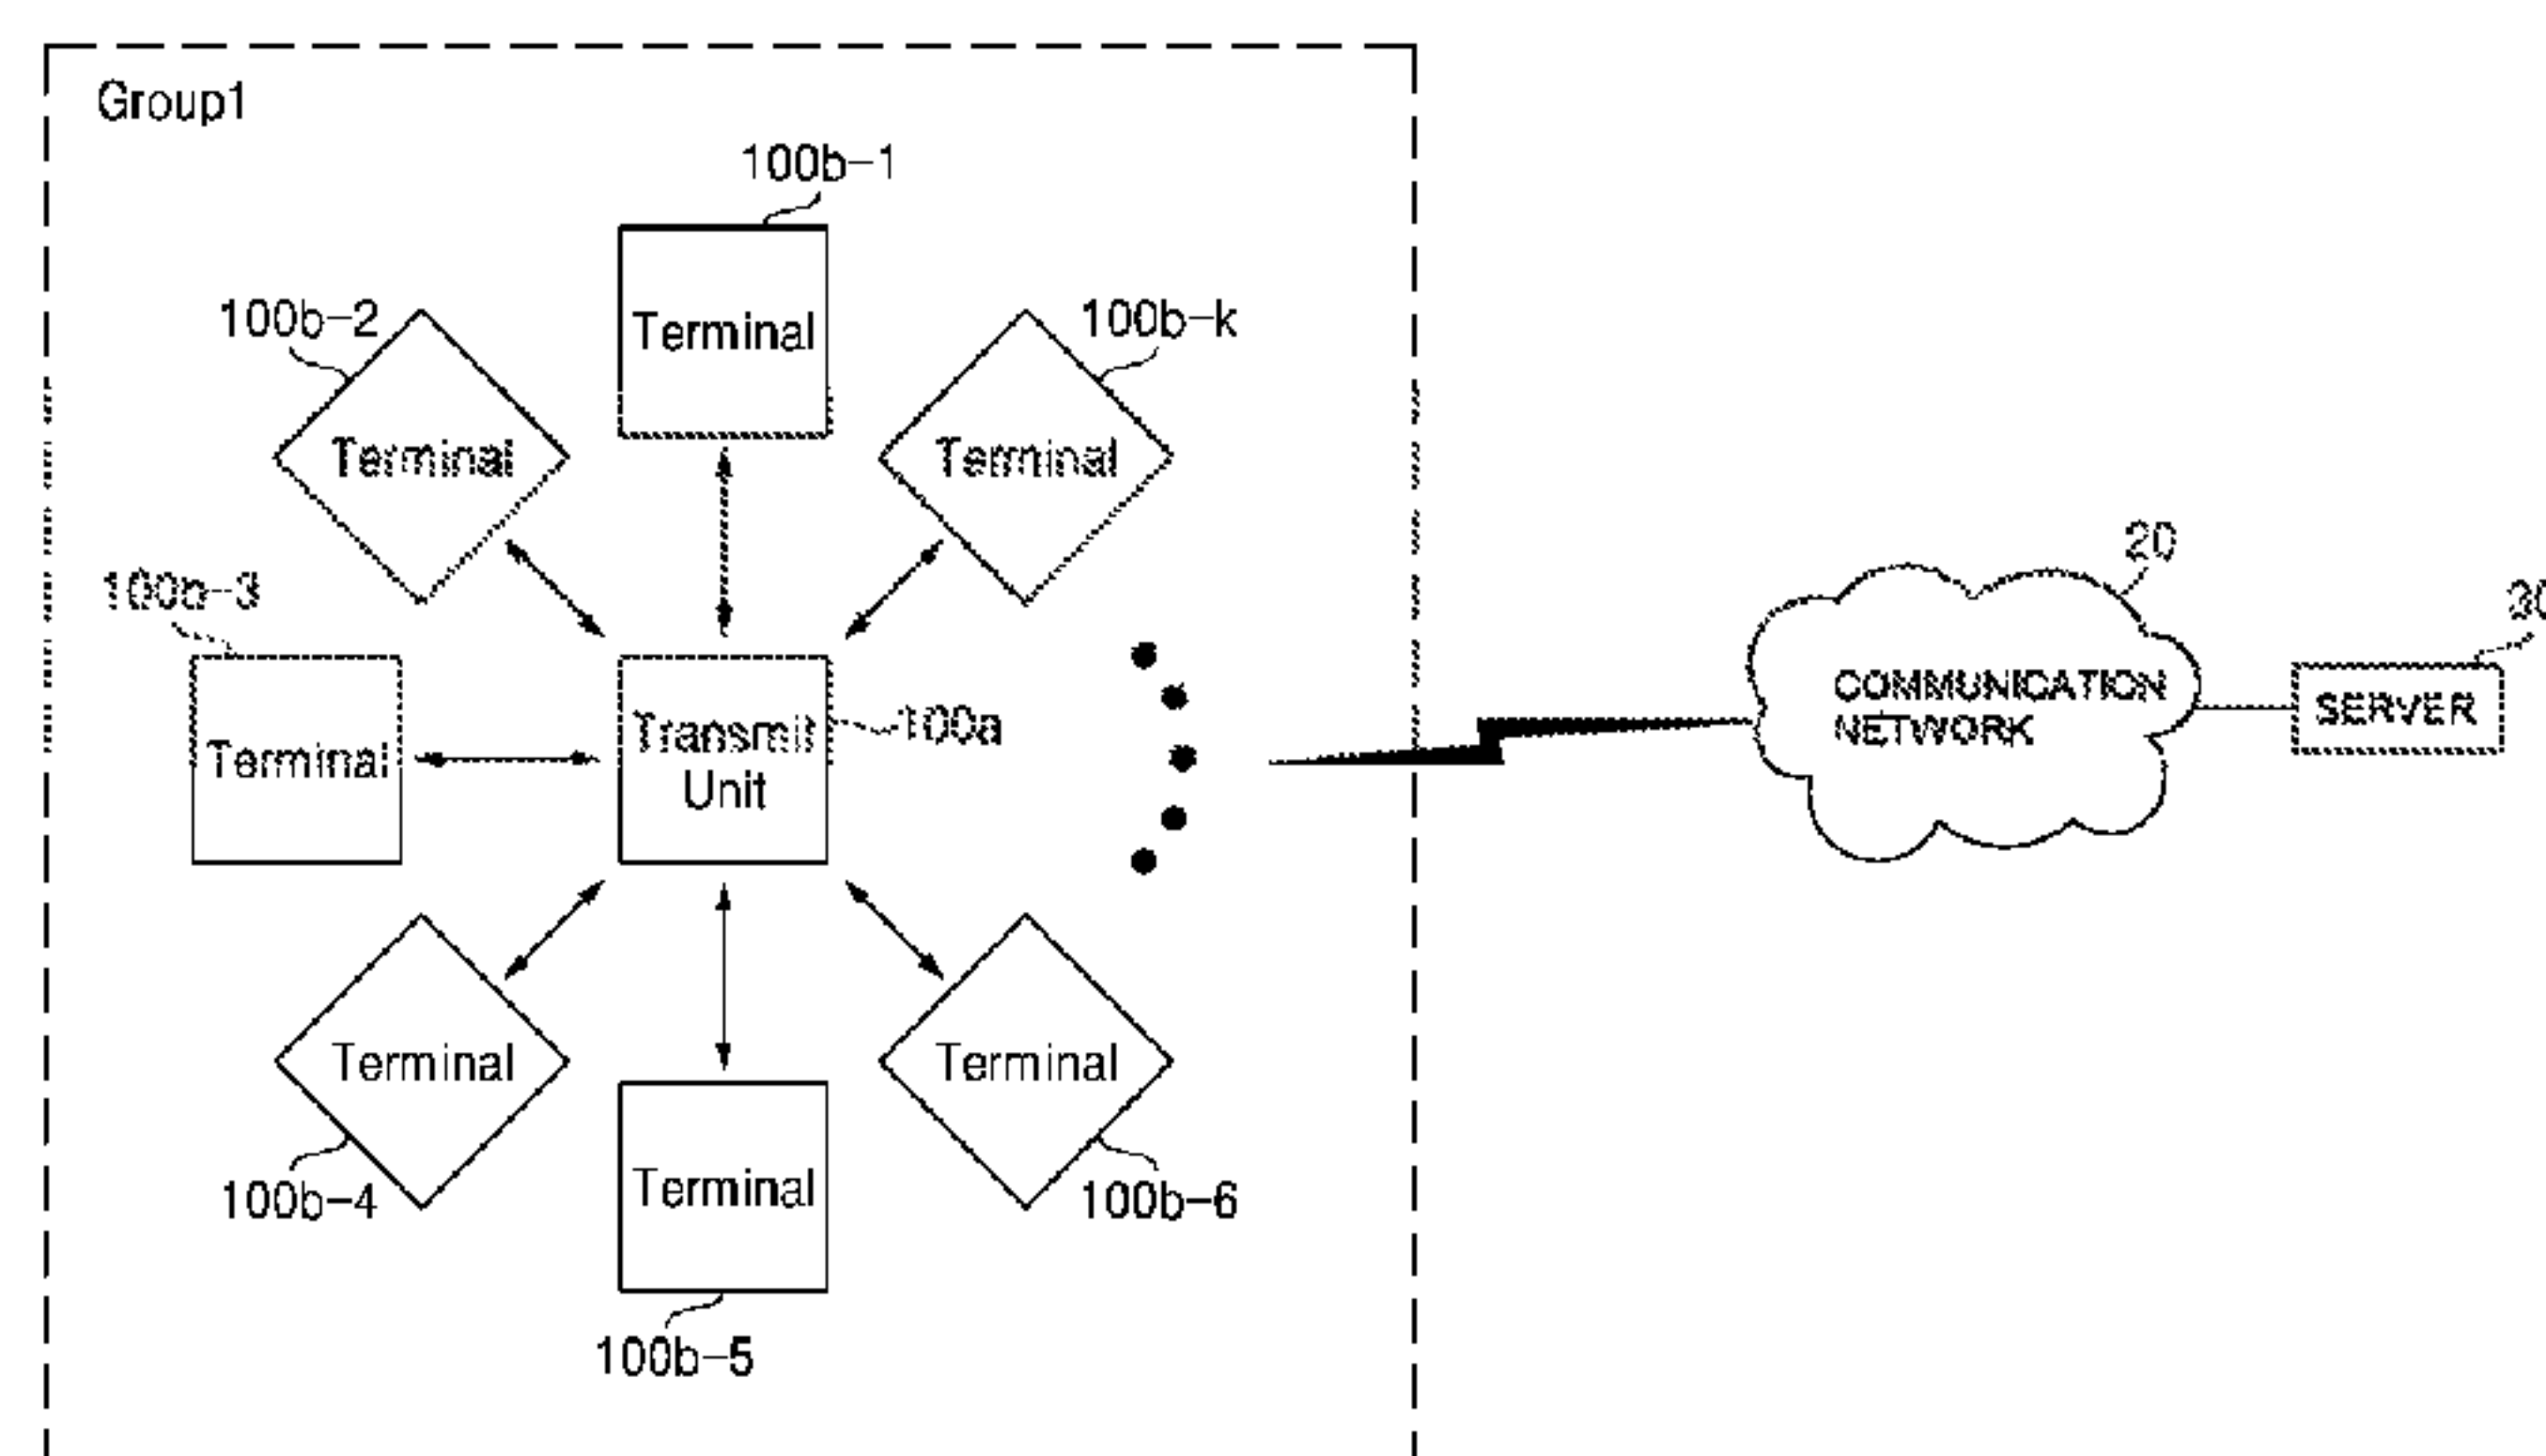 Group1
100b-1
100b-2
100b-k
Terminal
Terminal
Terminal
20
100b-3
30
COMMUNICATION
NETWORK
SERVER
Transmit
Unit
100a
Terminal
Terminal
Terminal
100b-4
Terminal
100b-6
100b-5